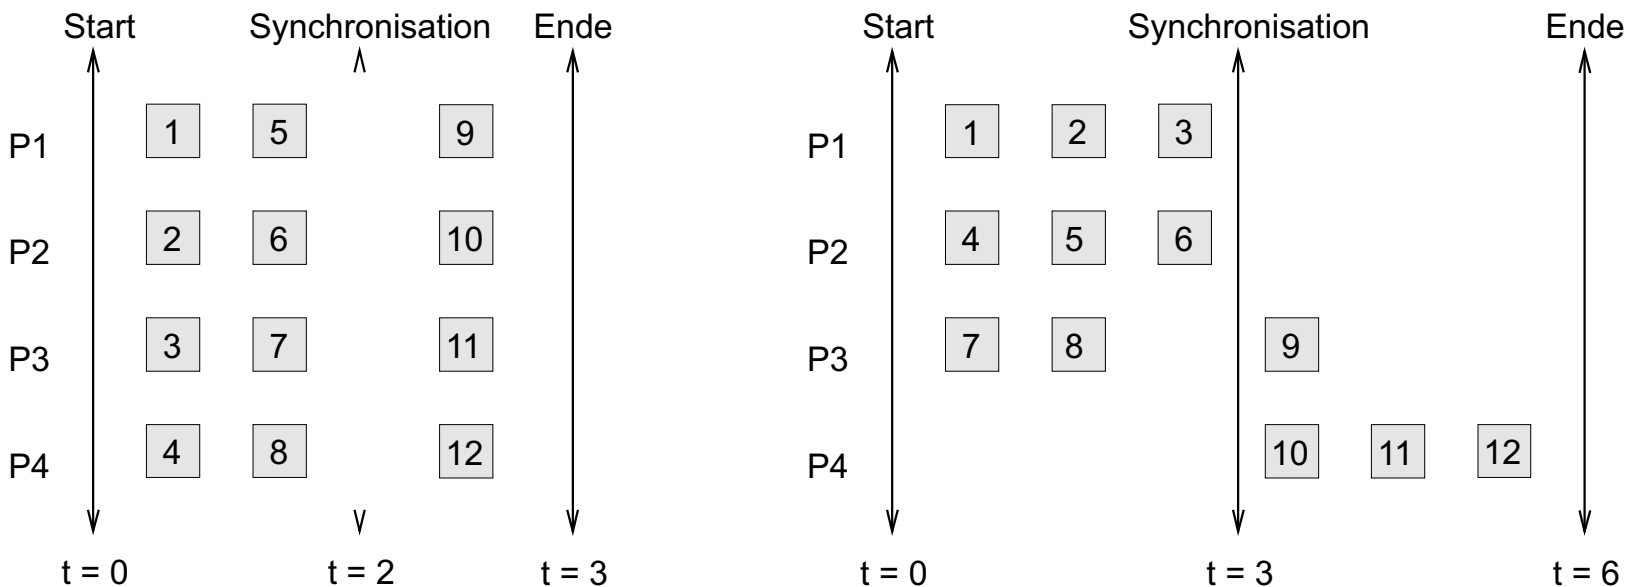 Start Synchronisation Ende
P1 1 5 9
P2 2 6 10
P3 3 7 11
P4 4 8 12
t = 0 t = 2 t = 3
Start Synchronisation Ende
P1 1 2 3
P2 4 5 6
P3 7 8 9
P4 10 11 12
t = 0 t = 3 t = 6